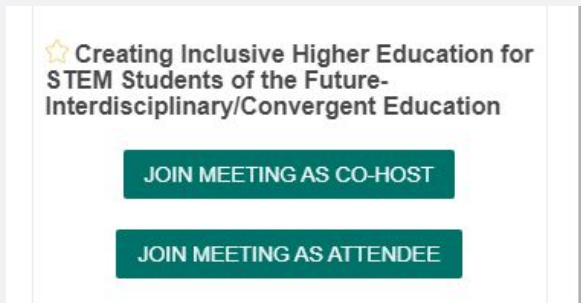 Creating Inclusive Higher Education for
STEM Students of the Future-
Interdisciplinary/Convergent Education
JOIN MEETING AS CO-HOST
JOIN MEETING AS ATTENDEE